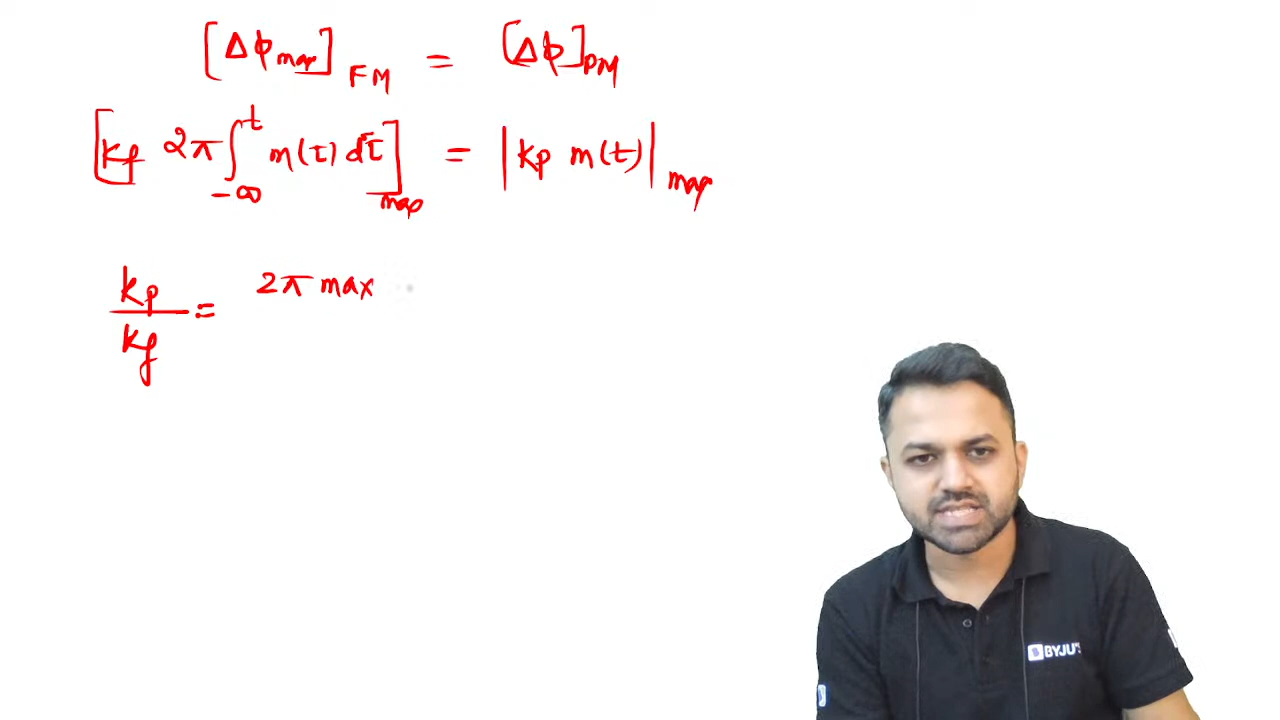 [Δϕmax]FM = [Δϕ]PM
[kf 2π ∫_{-∞}^{t} m(τ) dτ]max = |kp m(t)|max
kp/kf = 2π max
BYJU'S